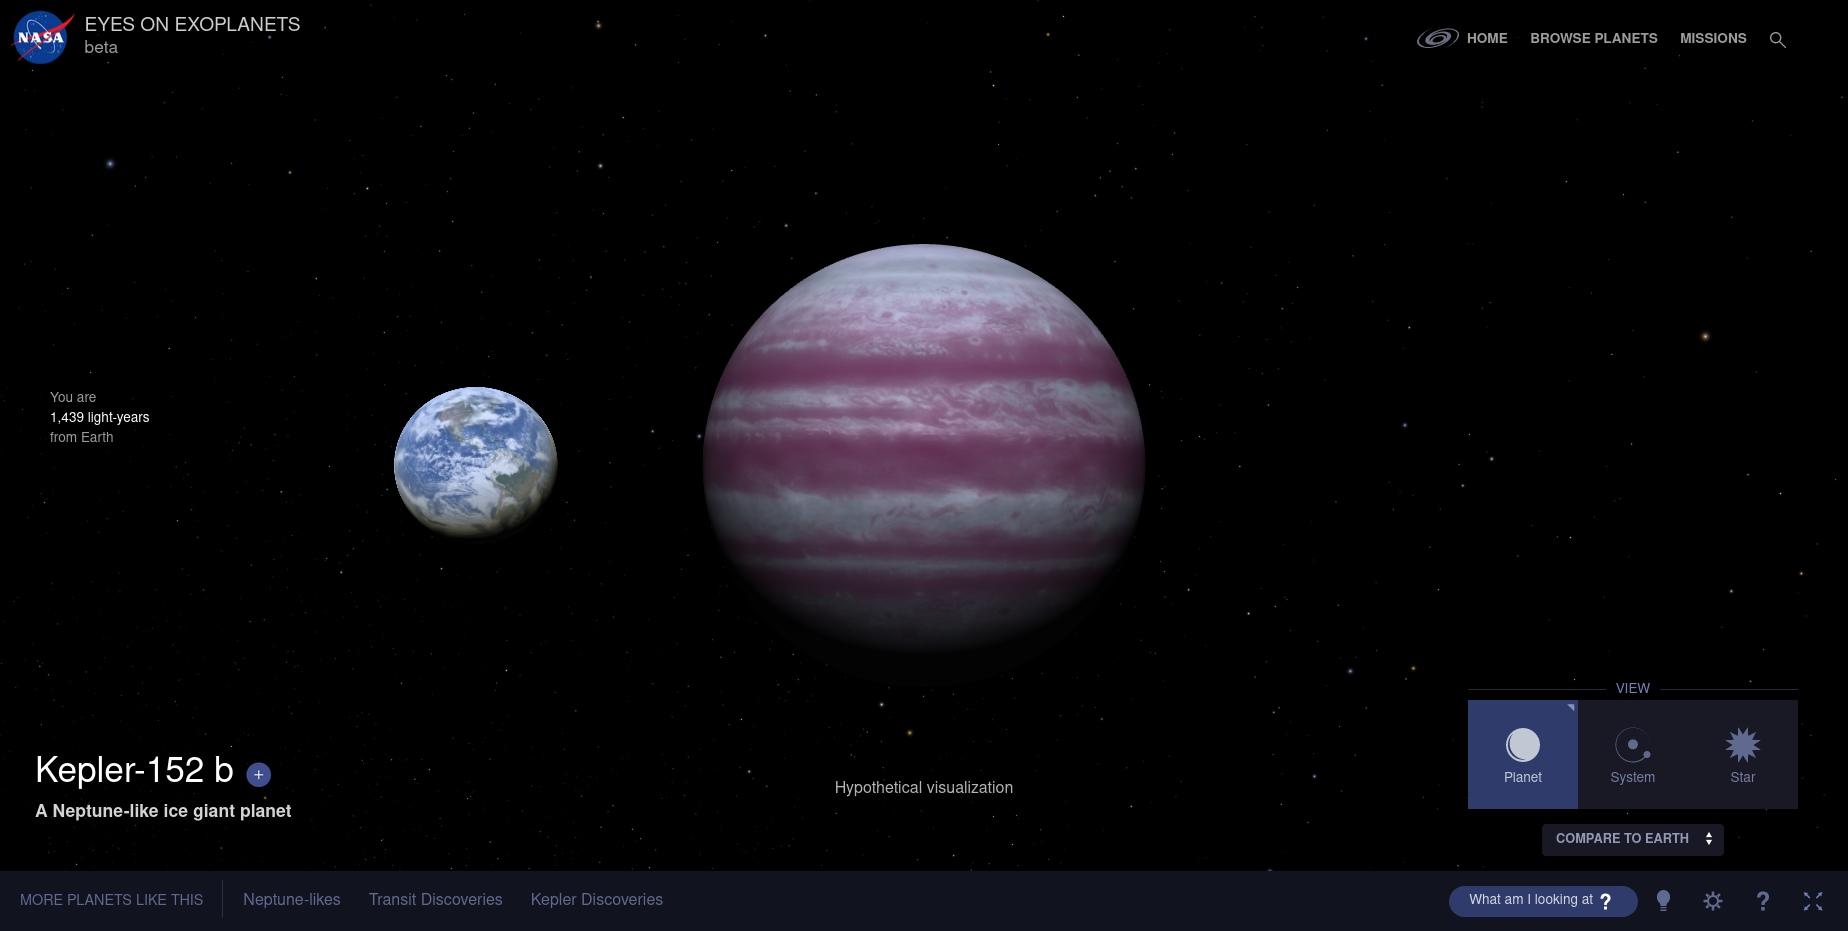 NASA
EYES ON EXOPLANETS
beta
HOME
BROWSE PLANETS
MISSIONS
You are
1,439 light-years
from Earth
Kepler-152 b +
A Neptune-like ice giant planet
Hypothetical visualization
VIEW
Planet
System
Star
COMPARE TO EARTH
MORE PLANETS LIKE THIS
Neptune-likes
Transit Discoveries
Kepler Discoveries
What am I looking at ?
?